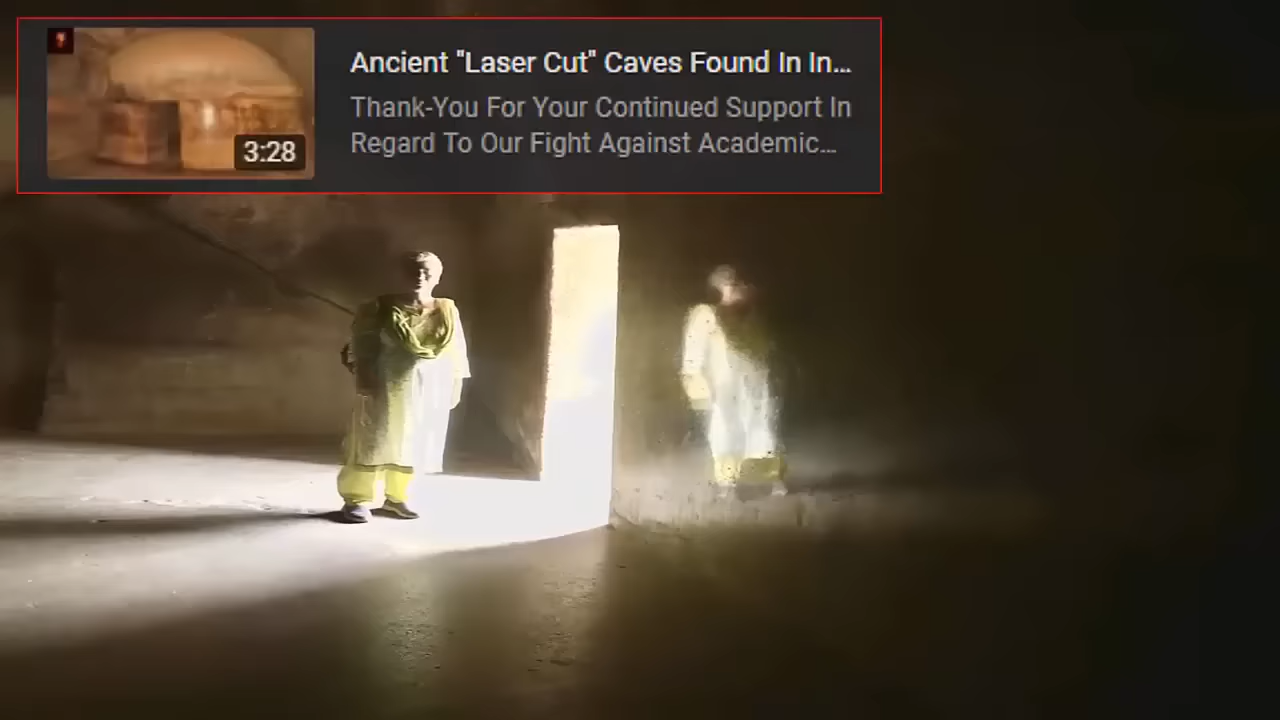 Ancient "Laser Cut" Caves Found In In...
Thank-You For Your Continued Support In
Regard To Our Fight Against Academic...
3:28